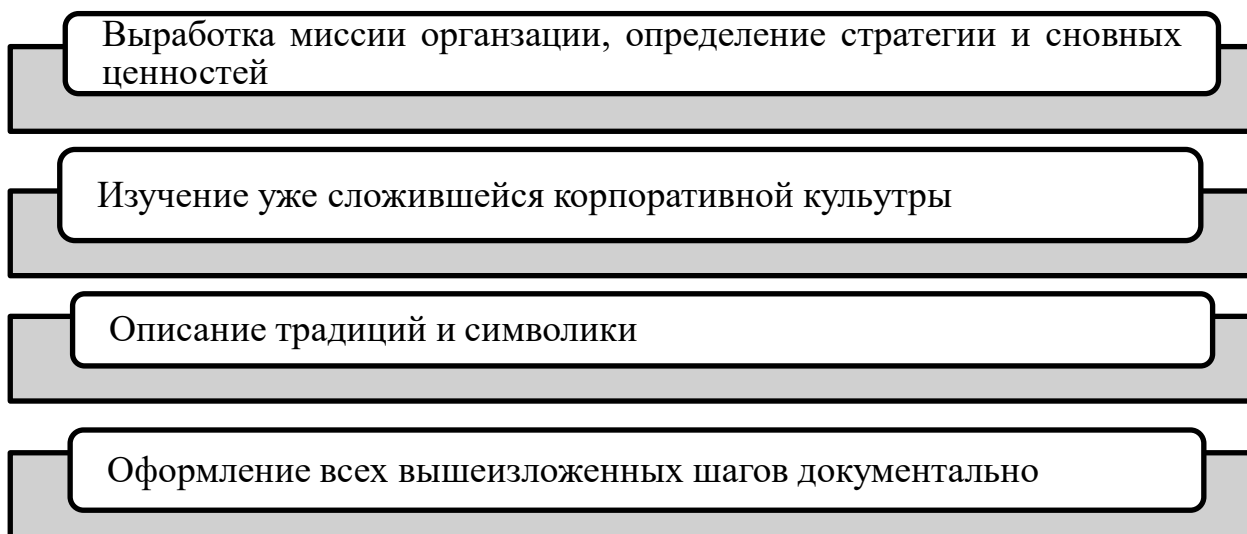 Выработка миссии органзации, определение стратегии и сновных
ценностей
Изучение уже сложившейся корпоративной кульутры
Описание традиций и символики
Оформление всех вышеизложенных шагов документально